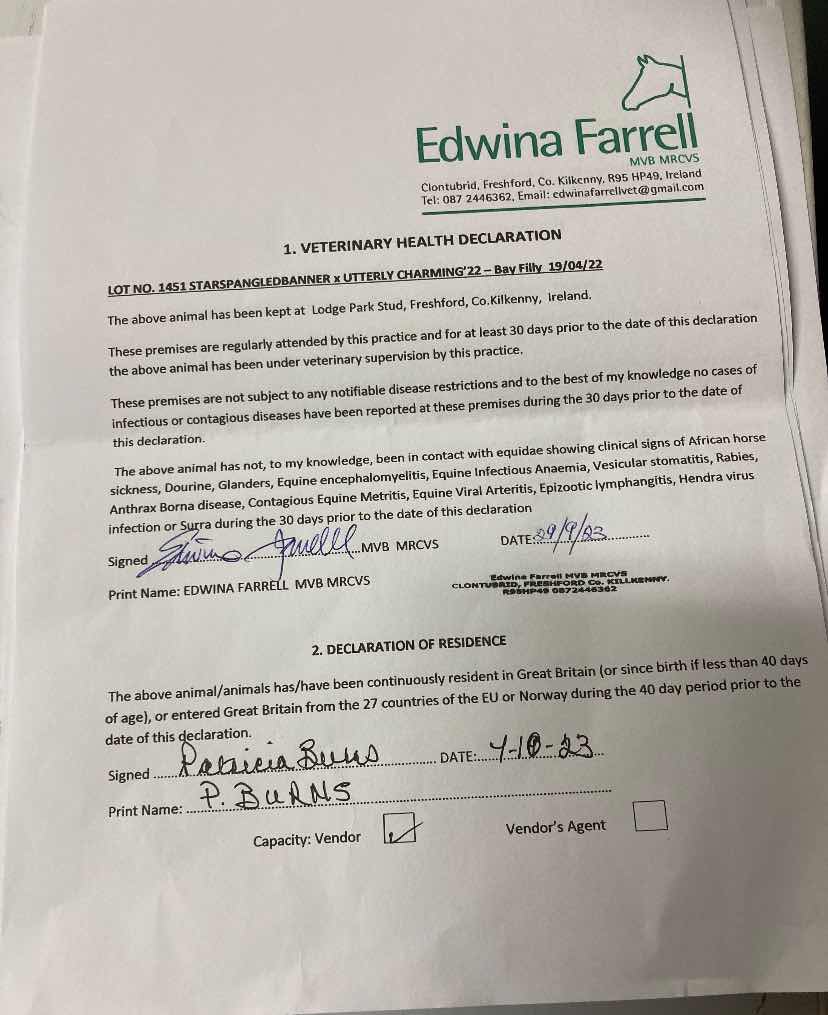 Edwina Farrell
MVB MRCVS
Clontubrid, Freshford, Co. Kilkenny, R95 HP49, Ireland
Tel: 087 2446362, Email: edwinafarrellvet@gmail.com
1. VETERINARY HEALTH DECLARATION
LOT NO. 1451 STARSPANGLEDBANNER x UTTERLY CHARMING'22 – Bay Filly 19/04/22
The above animal has been kept at Lodge Park Stud, Freshford, Co.Kilkenny, Ireland.
These premises are regularly attended by this practice and for at least 30 days prior to the date of this declaration
the above animal has been under veterinary supervision by this practice.
These premises are not subject to any notifiable disease restrictions and to the best of my knowledge no cases of
infectious or contagious diseases have been reported at these premises during the 30 days prior to the date of
this declaration.
The above animal has not, to my knowledge, been in contact with equidae showing clinical signs of African horse
sickness, Dourine, Glanders, Equine encephalomyelitis, Equine Infectious Anaemia, Vesicular stomatitis, Rabies,
Anthrax Borna disease, Contagious Equine Metritis, Equine Viral Arteritis, Epizootic lymphangitis, Hendra virus
infection or Surra during the 30 days prior to the date of this declaration
Signed Edwina Farrell MVB MRCVS DATE: 29/9/23
Print Name: EDWINA FARRELL MVB MRCVS
Edwina Farrell MVB MRCVS
CLONTUBRID, FRESHFORD Co. KILLKENNY.
R95HP49 0872446362
2. DECLARATION OF RESIDENCE
The above animal/animals has/have been continuously resident in Great Britain (or since birth if less than 40 days
of age), or entered Great Britain from the 27 countries of the EU or Norway during the 40 day period prior to the
date of this declaration.
Signed Patricia Burns DATE: 4-10-23
Print Name: P. BURNS
Capacity: Vendor Vendor's Agent